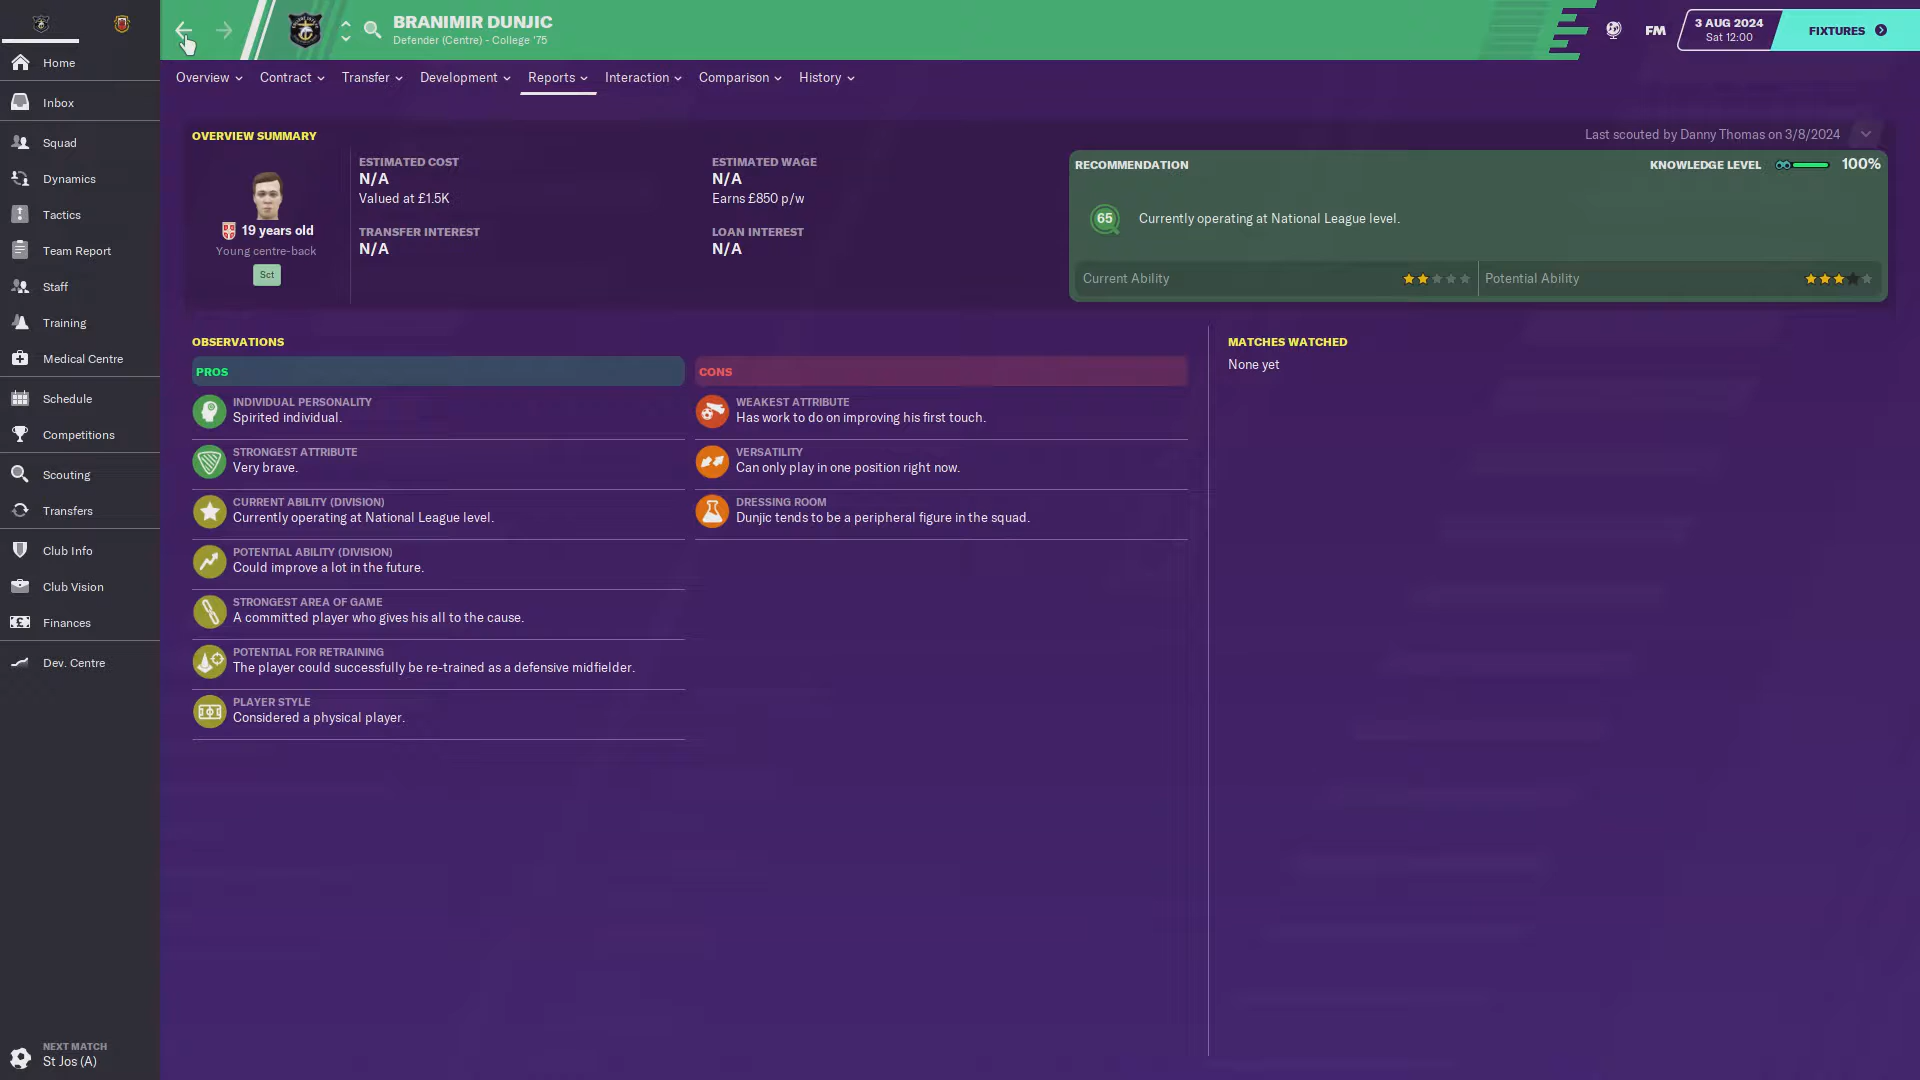 BRANIMIR DUNJIC
Defender (Centre) - College '75
FM
3 AUG 2024
Sat 12:00
FIXTURES
Home
Inbox
Squad
Dynamics
Tactics
Team Report
Staff
Training
Medical Centre
Schedule
Competitions
Scouting
Transfers
Club Info
Club Vision
Finances
Dev. Centre
NEXT MATCH
St Jos (A)
Overview Contract Transfer Development Reports Interaction Comparison History
OVERVIEW SUMMARY
Last scouted by Danny Thomas on 3/8/2024
19 years old
Young centre-back
Sct
ESTIMATED COST
N/A
Valued at £1.5K
TRANSFER INTEREST
N/A
ESTIMATED WAGE
N/A
Earns £850 p/w
LOAN INTEREST
N/A
RECOMMENDATION
KNOWLEDGE LEVEL 100%
65
Currently operating at National League level.
Current Ability
Potential Ability
OBSERVATIONS
PROS
INDIVIDUAL PERSONALITY
Spirited individual.
STRONGEST ATTRIBUTE
Very brave.
CURRENT ABILITY (DIVISION)
Currently operating at National League level.
POTENTIAL ABILITY (DIVISION)
Could improve a lot in the future.
STRONGEST AREA OF GAME
A committed player who gives his all to the cause.
POTENTIAL FOR RETRAINING
The player could successfully be re-trained as a defensive midfielder.
PLAYER STYLE
Considered a physical player.
CONS
WEAKEST ATTRIBUTE
Has work to do on improving his first touch.
VERSATILITY
Can only play in one position right now.
DRESSING ROOM
Dunjic tends to be a peripheral figure in the squad.
MATCHES WATCHED
None yet